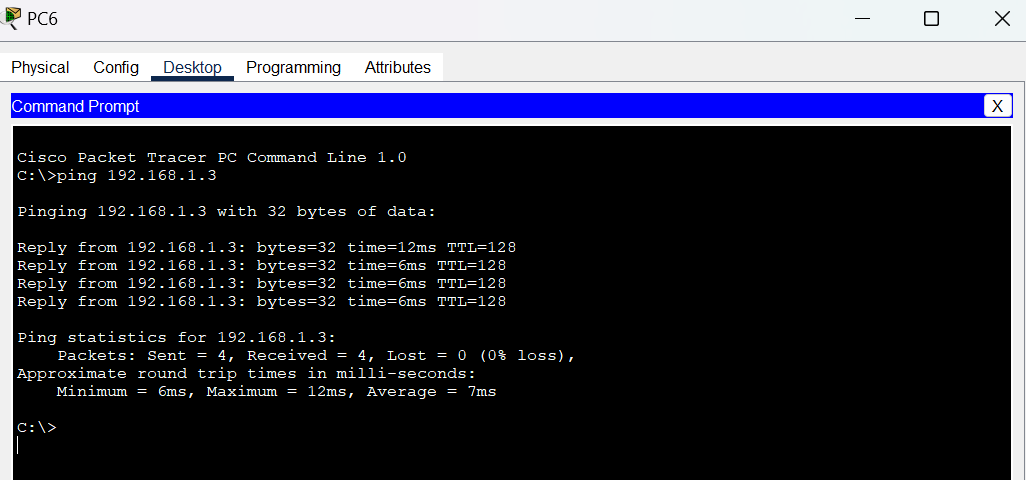 PC6
Physical Config Desktop Programming Attributes
Command Prompt
X
Cisco Packet Tracer PC Command Line 1.0
C:\>ping 192.168.1.3
Pinging 192.168.1.3 with 32 bytes of data:
Reply from 192.168.1.3: bytes=32 time=12ms TTL=128
Reply from 192.168.1.3: bytes=32 time=6ms TTL=128
Reply from 192.168.1.3: bytes=32 time=6ms TTL=128
Reply from 192.168.1.3: bytes=32 time=6ms TTL=128
Ping statistics for 192.168.1.3:
    Packets: Sent = 4, Received = 4, Lost = 0 (0% loss),
Approximate round trip times in milli-seconds:
    Minimum = 6ms, Maximum = 12ms, Average = 7ms
C:\>